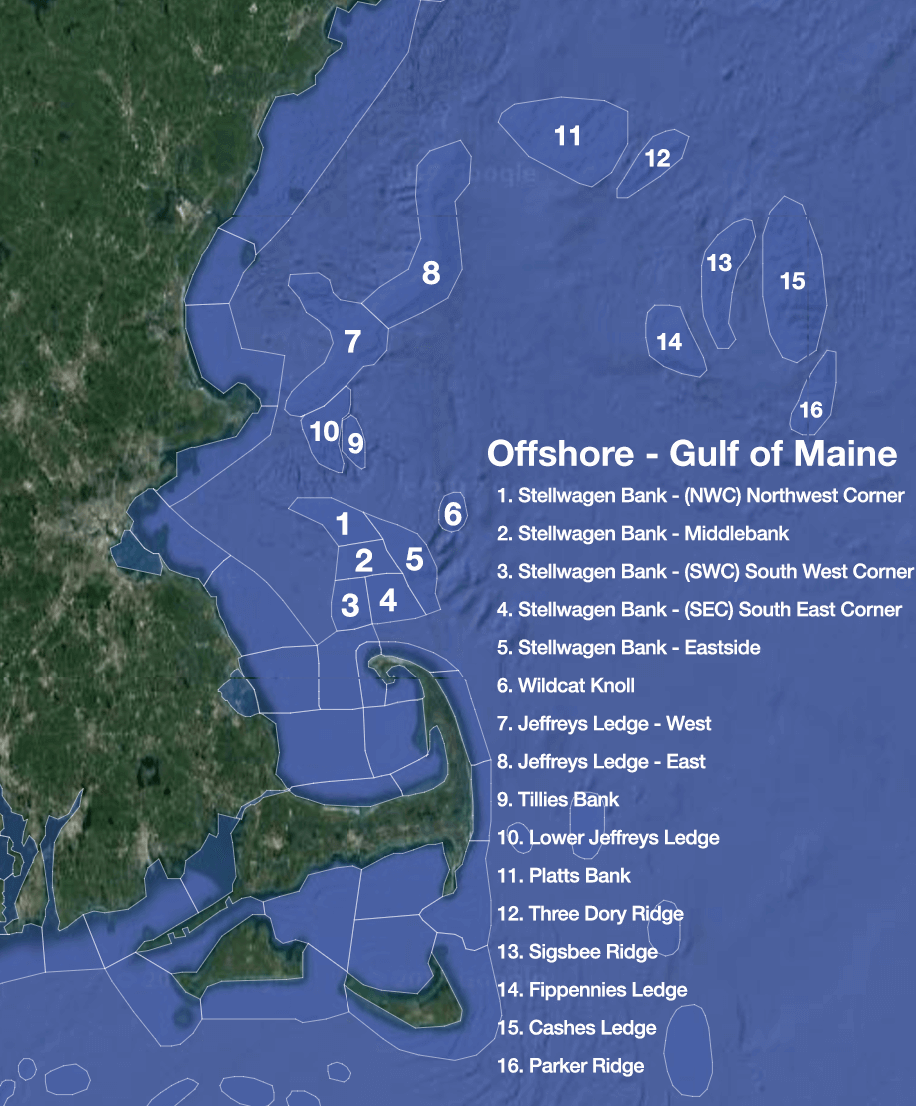 11
12
8
13
15
7
14
16
10
9
Offshore - Gulf of Maine
1. Stellwagen Bank - (NWC) Northwest Corner
6
1
2. Stellwagen Bank - Middlebank
5
2
3. Stellwagen Bank - (SWC) South West Corner
3
4
4. Stellwagen Bank - (SEC) South East Corner
5. Stellwagen Bank - Eastside
6. Wildcat Knoll
7. Jeffreys Ledge - West
8. Jeffreys Ledge - East
9. Tillies Bank
10. Lower Jeffreys Ledge
11. Platts Bank
12. Three Dory Ridge
13. Sigsbee Ridge
14. Fippennies Ledge
15. Cashes Ledge
16. Parker Ridge